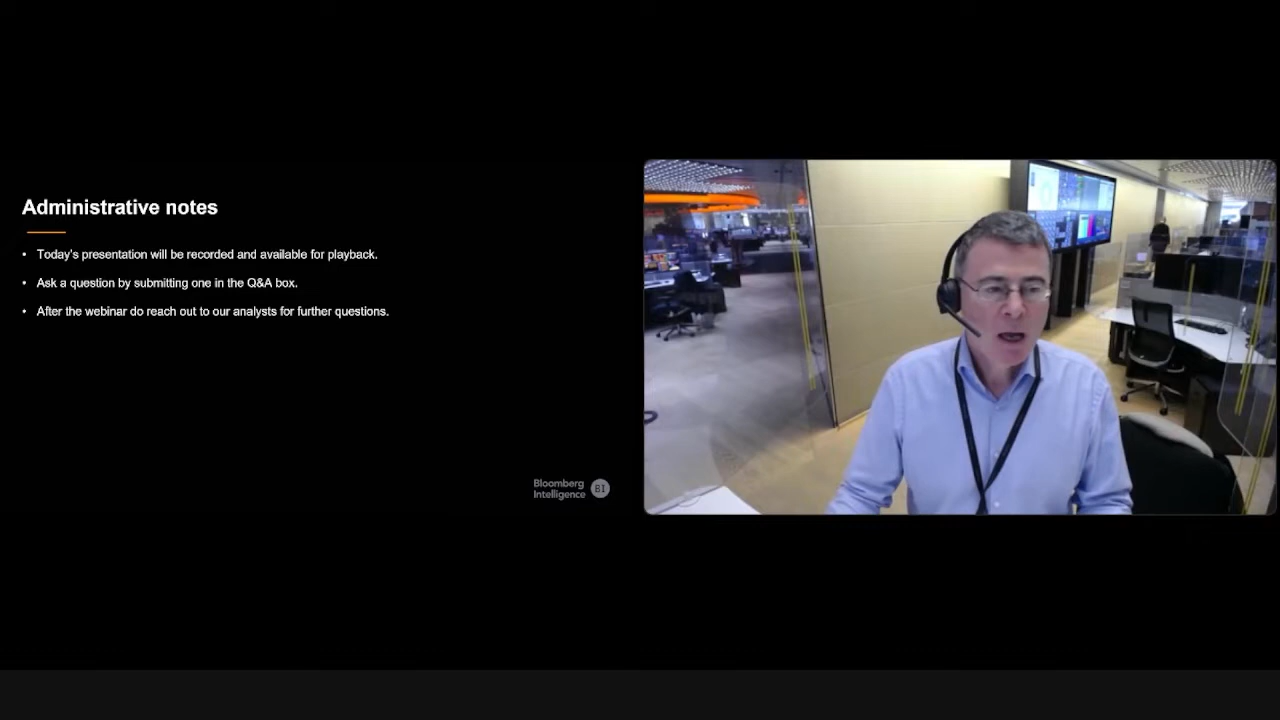 Administrative notes
• Today's presentation will be recorded and available for playback.
• Ask a question by submitting one in the Q&A box.
• After the webinar do reach out to our analysts for further questions.
Bloomberg
Intelligence
BI